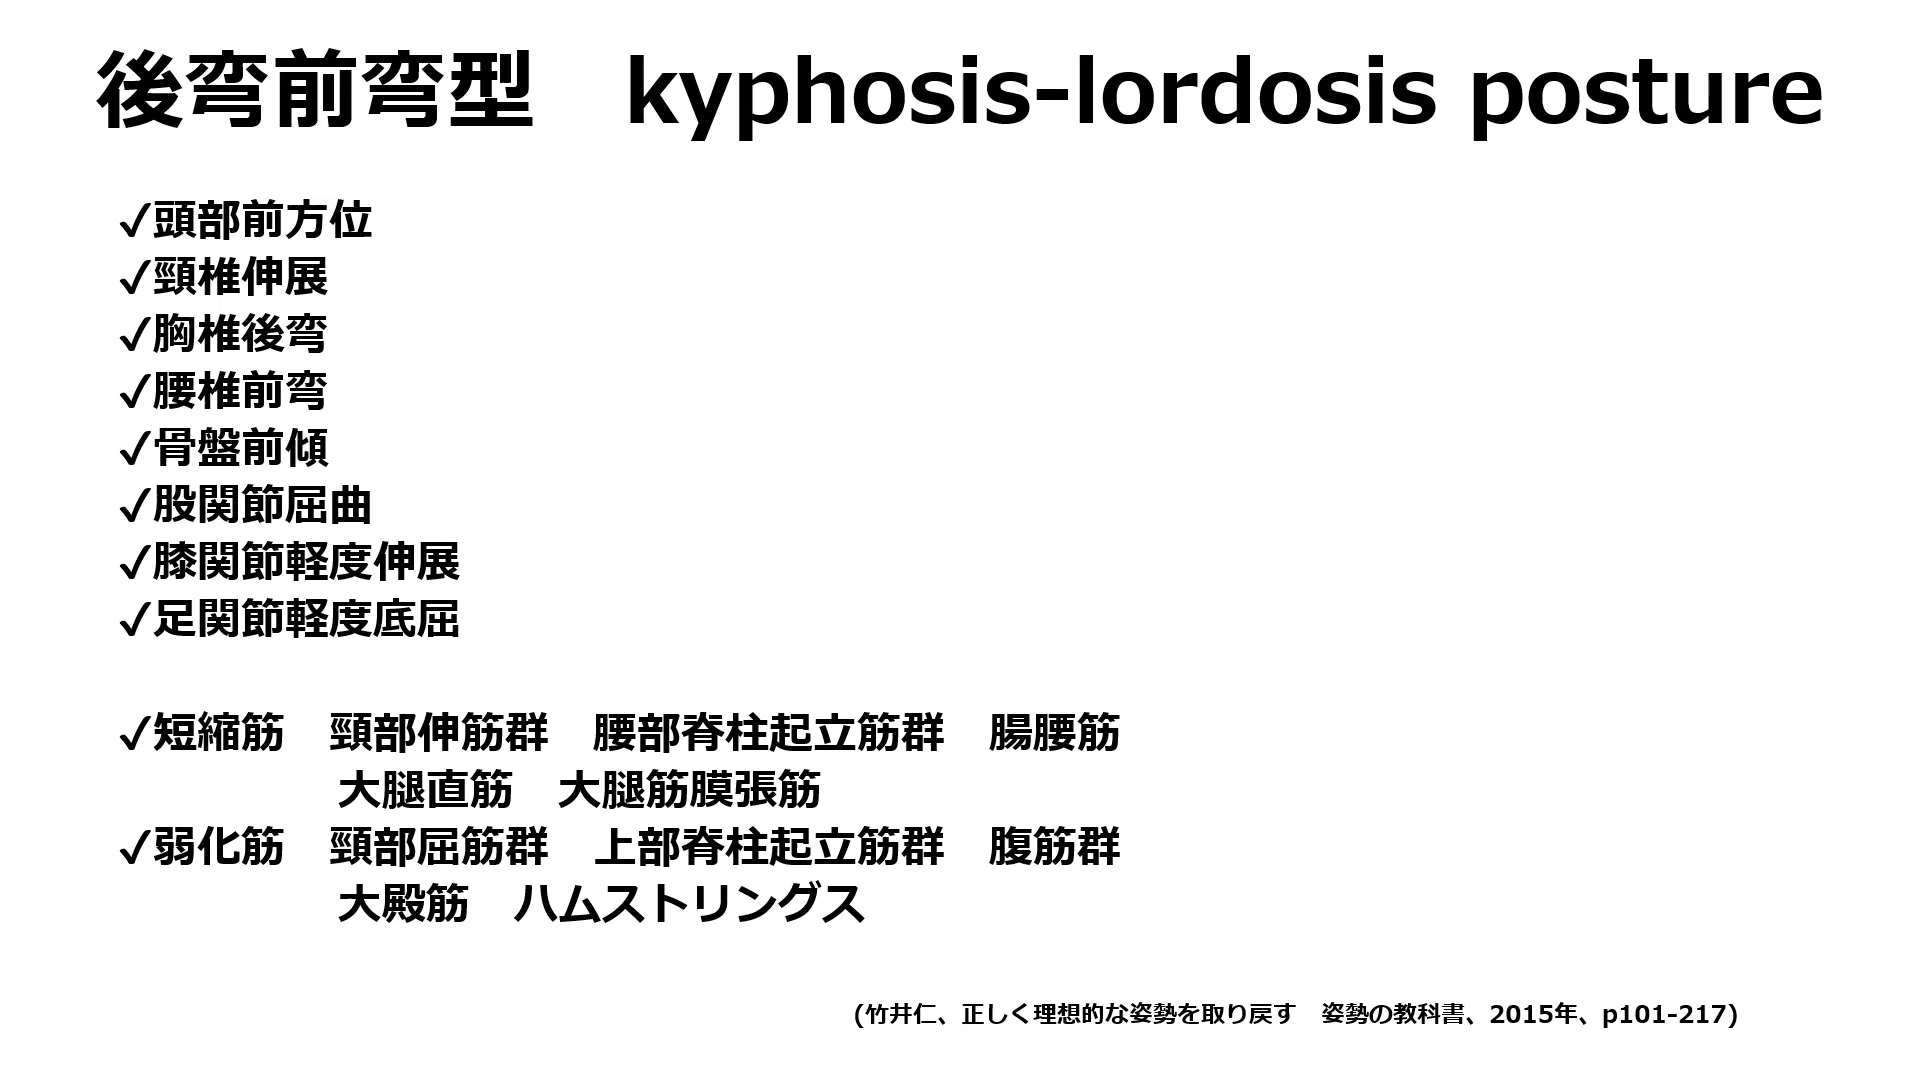 後弯前弯型　kyphosis-lordosis posture
✓頭部前方位
✓頸椎伸展
✓胸椎後弯
✓腰椎前弯
✓骨盤前傾
✓股関節屈曲
✓膝関節軽度伸展
✓足関節軽度底屈
✓短縮筋　頸部伸筋群　腰部脊柱起立筋群　腸腰筋
大腿直筋　大腿筋膜張筋
✓弱化筋　頸部屈筋群　上部脊柱起立筋群　腹筋群
大殿筋　ハムストリングス
(竹井仁、正しく理想的な姿勢を取り戻す　姿勢の教科書、2015年、p101-217)